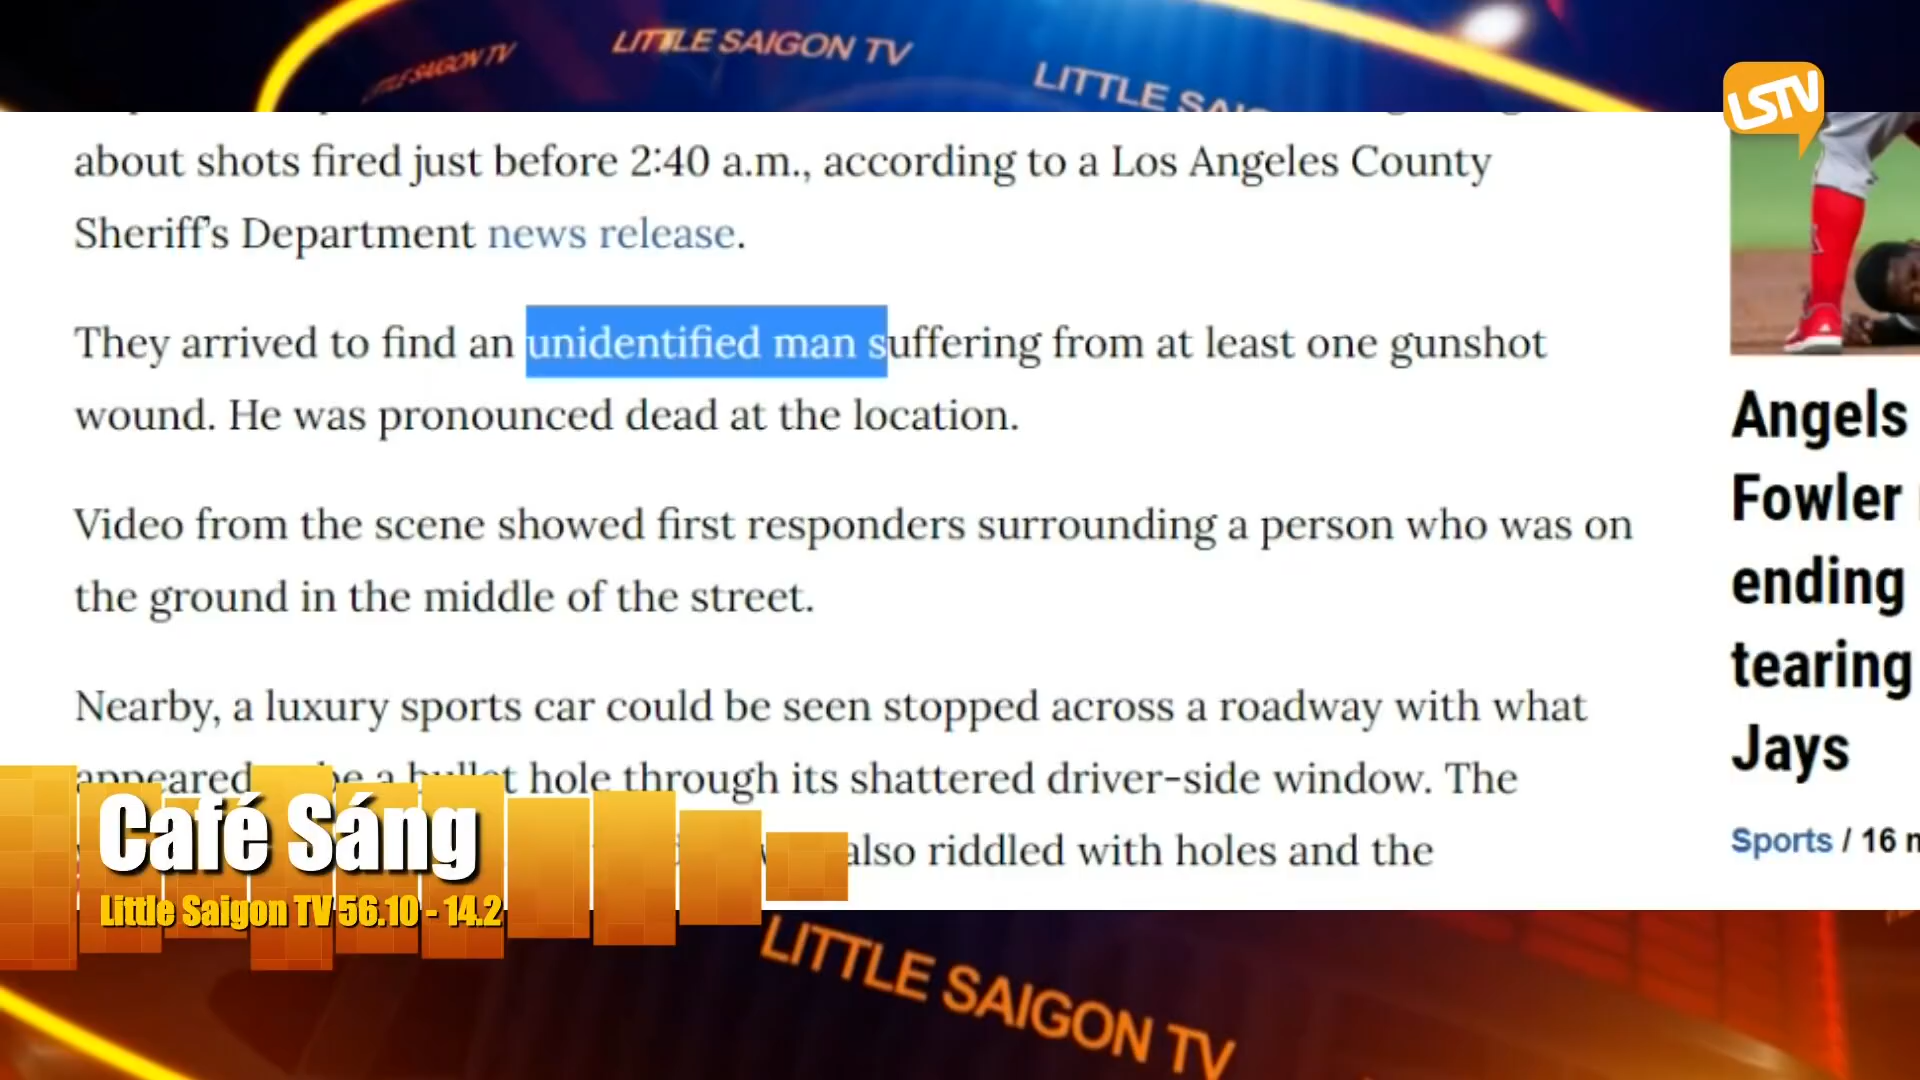 LITTLE SAIGON TV
LITTLE SAIGON TV
LITTLE
LSTV
about shots fired just before 2:40 a.m., according to a Los Angeles County
Sheriff's Department news release.
They arrived to find an unidentified man suffering from at least one gunshot
wound. He was pronounced dead at the location.
Video from the scene showed first responders surrounding a person who was on
the ground in the middle of the street.
Nearby, a luxury sports car could be seen stopped across a roadway with what
appeared be a bullet hole through its shattered driver-side window. The
also riddled with holes and the
Angels
Fowler
ending
tearing
Jays
Sports / 16
Café Sáng
Little Saigon TV 56.10 - 14.2
LITTLE SAIGON TV